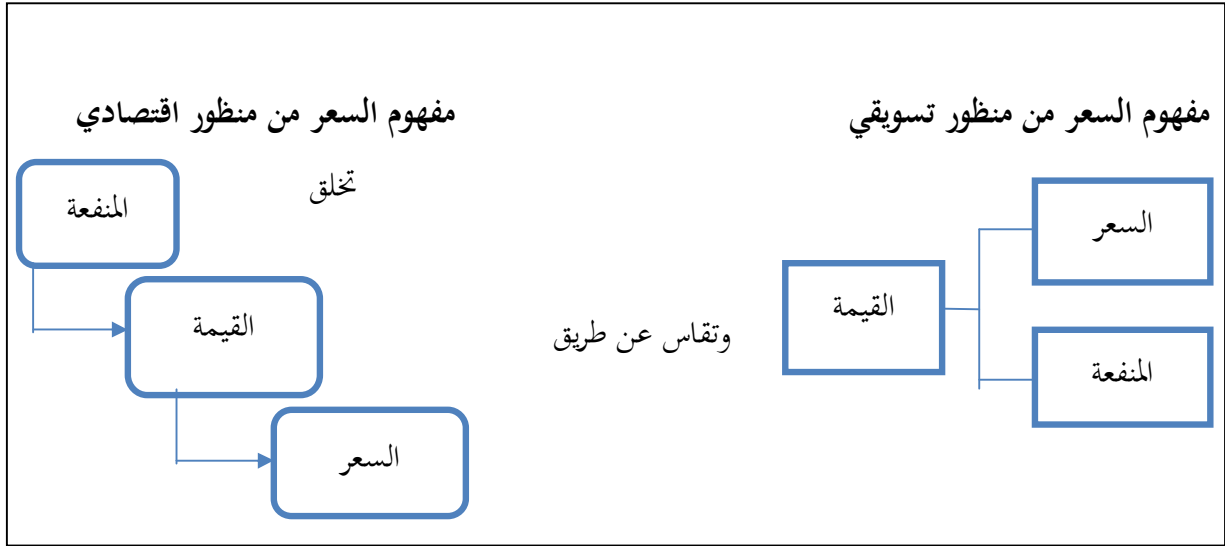 مفهوم السعر من منظور تسويقي
السعر
القيمة
المنفعة
مفهوم السعر من منظور اقتصادي
تخلق
المنفعة
القيمة
وتقاس عن طريق
السعر